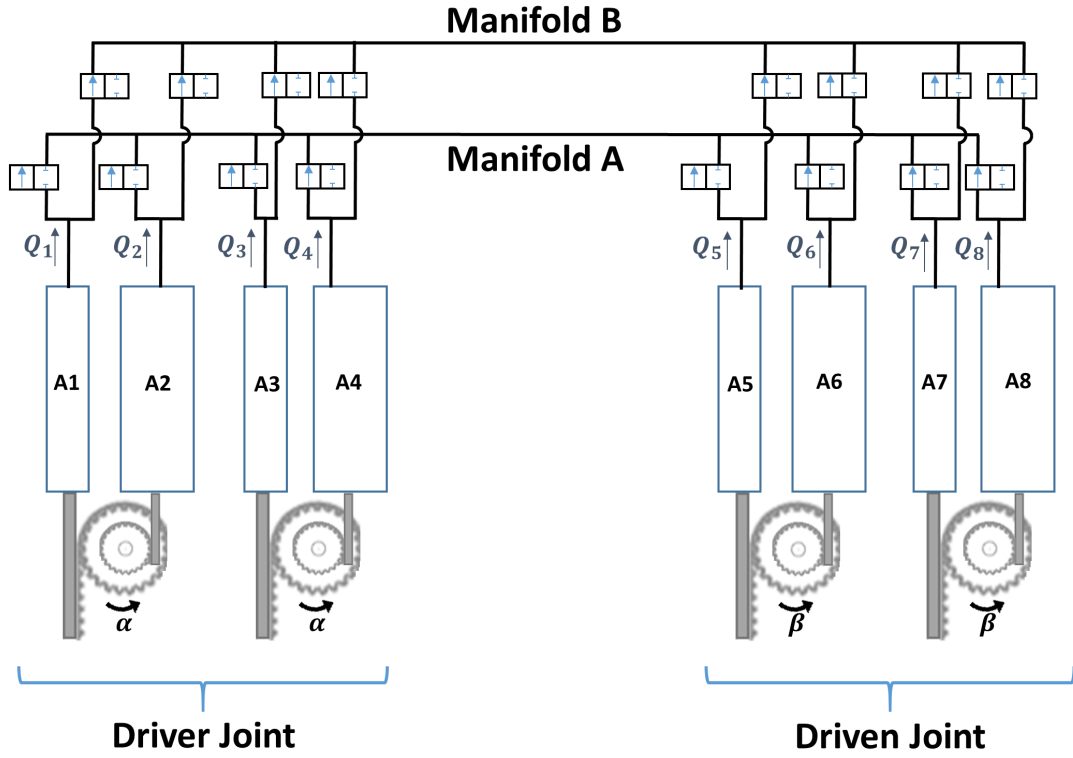 Manifold B
Manifold A
Q1 Q2 Q3 Q4 Q5 Q6 Q7 Q8
A1 A2 A3 A4 A5 A6 A7 A8
α α β β
Driver Joint Driven Joint